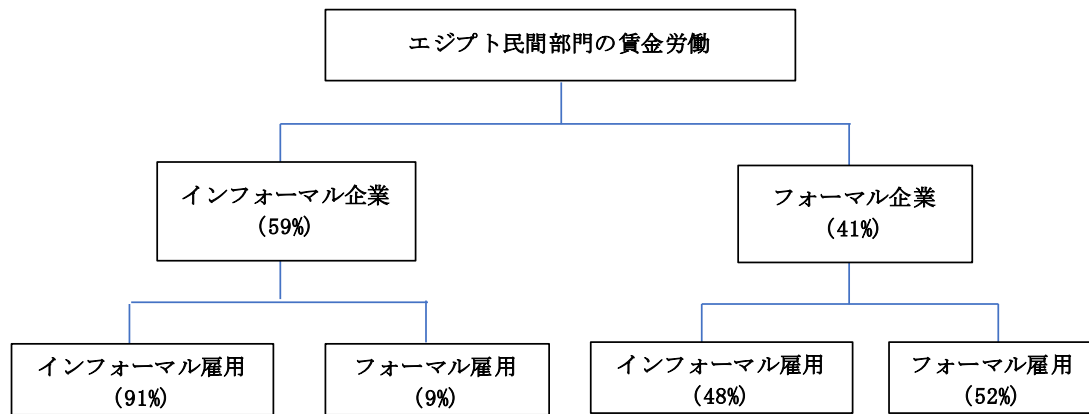 エジプト民間部門の賃金労働
インフォーマル企業
(59%)
フォーマル企業
(41%)
インフォーマル雇用
(91%)
フォーマル雇用
(9%)
インフォーマル雇用
(48%)
フォーマル雇用
(52%)